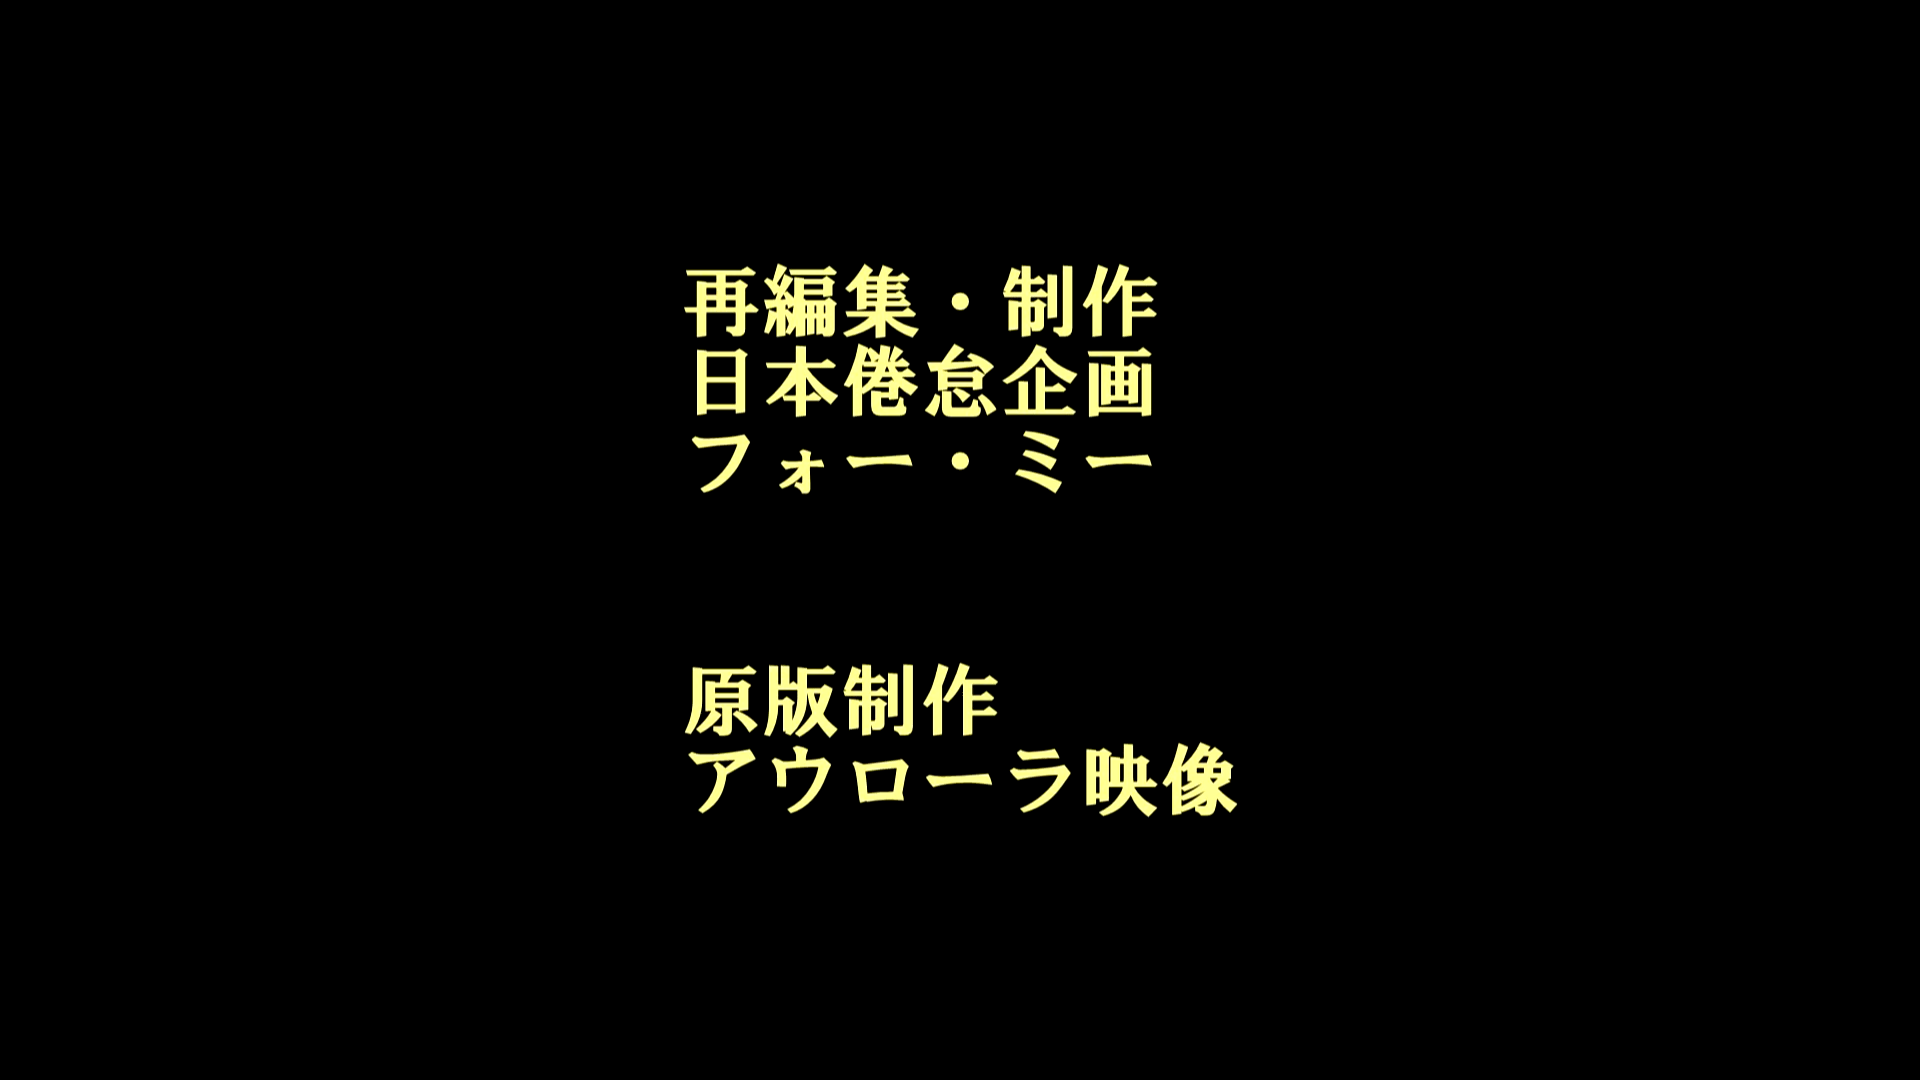 再編集・制作
日本倦怠企画
フォー・ミー
原版制作
アウローラ映像